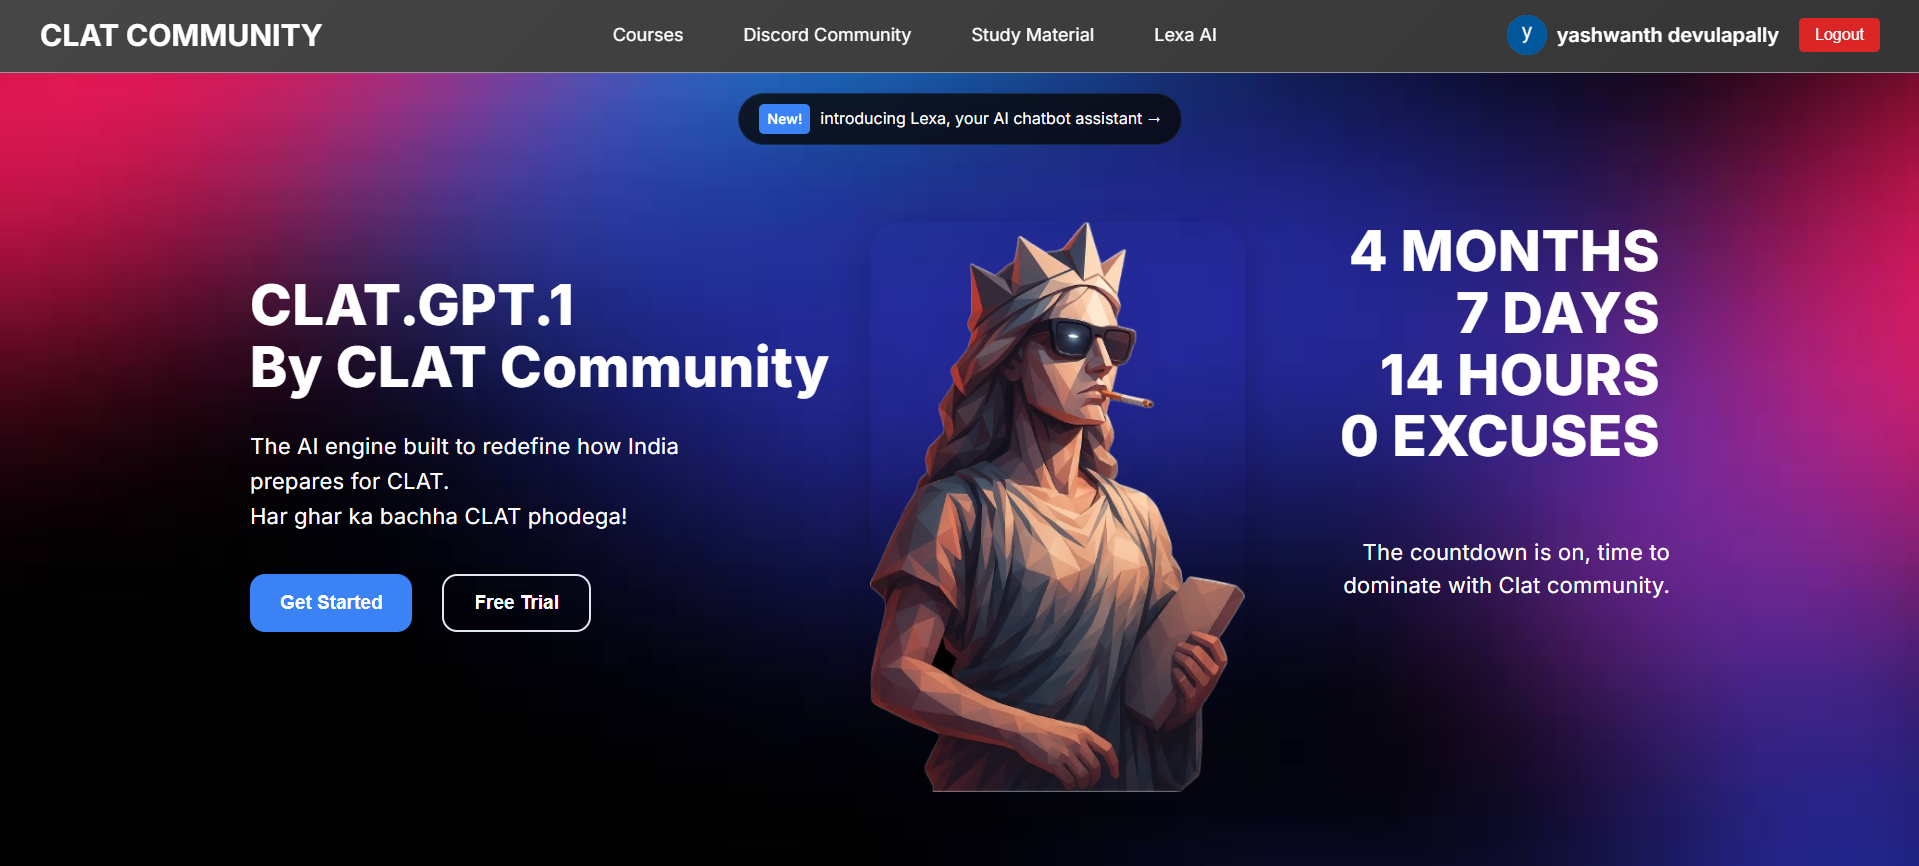 CLAT COMMUNITY
Courses
Discord Community
Study Material
Lexa AI
y
yashwanth devulapally
Logout
New! introducing Lexa, your AI chatbot assistant →
CLAT.GPT.1
By CLAT Community
The AI engine built to redefine how India
prepares for CLAT.
Har ghar ka bachha CLAT phodega!
Get Started
Free Trial
4 MONTHS
7 DAYS
14 HOURS
0 EXCUSES
The countdown is on, time to
dominate with Clat community.